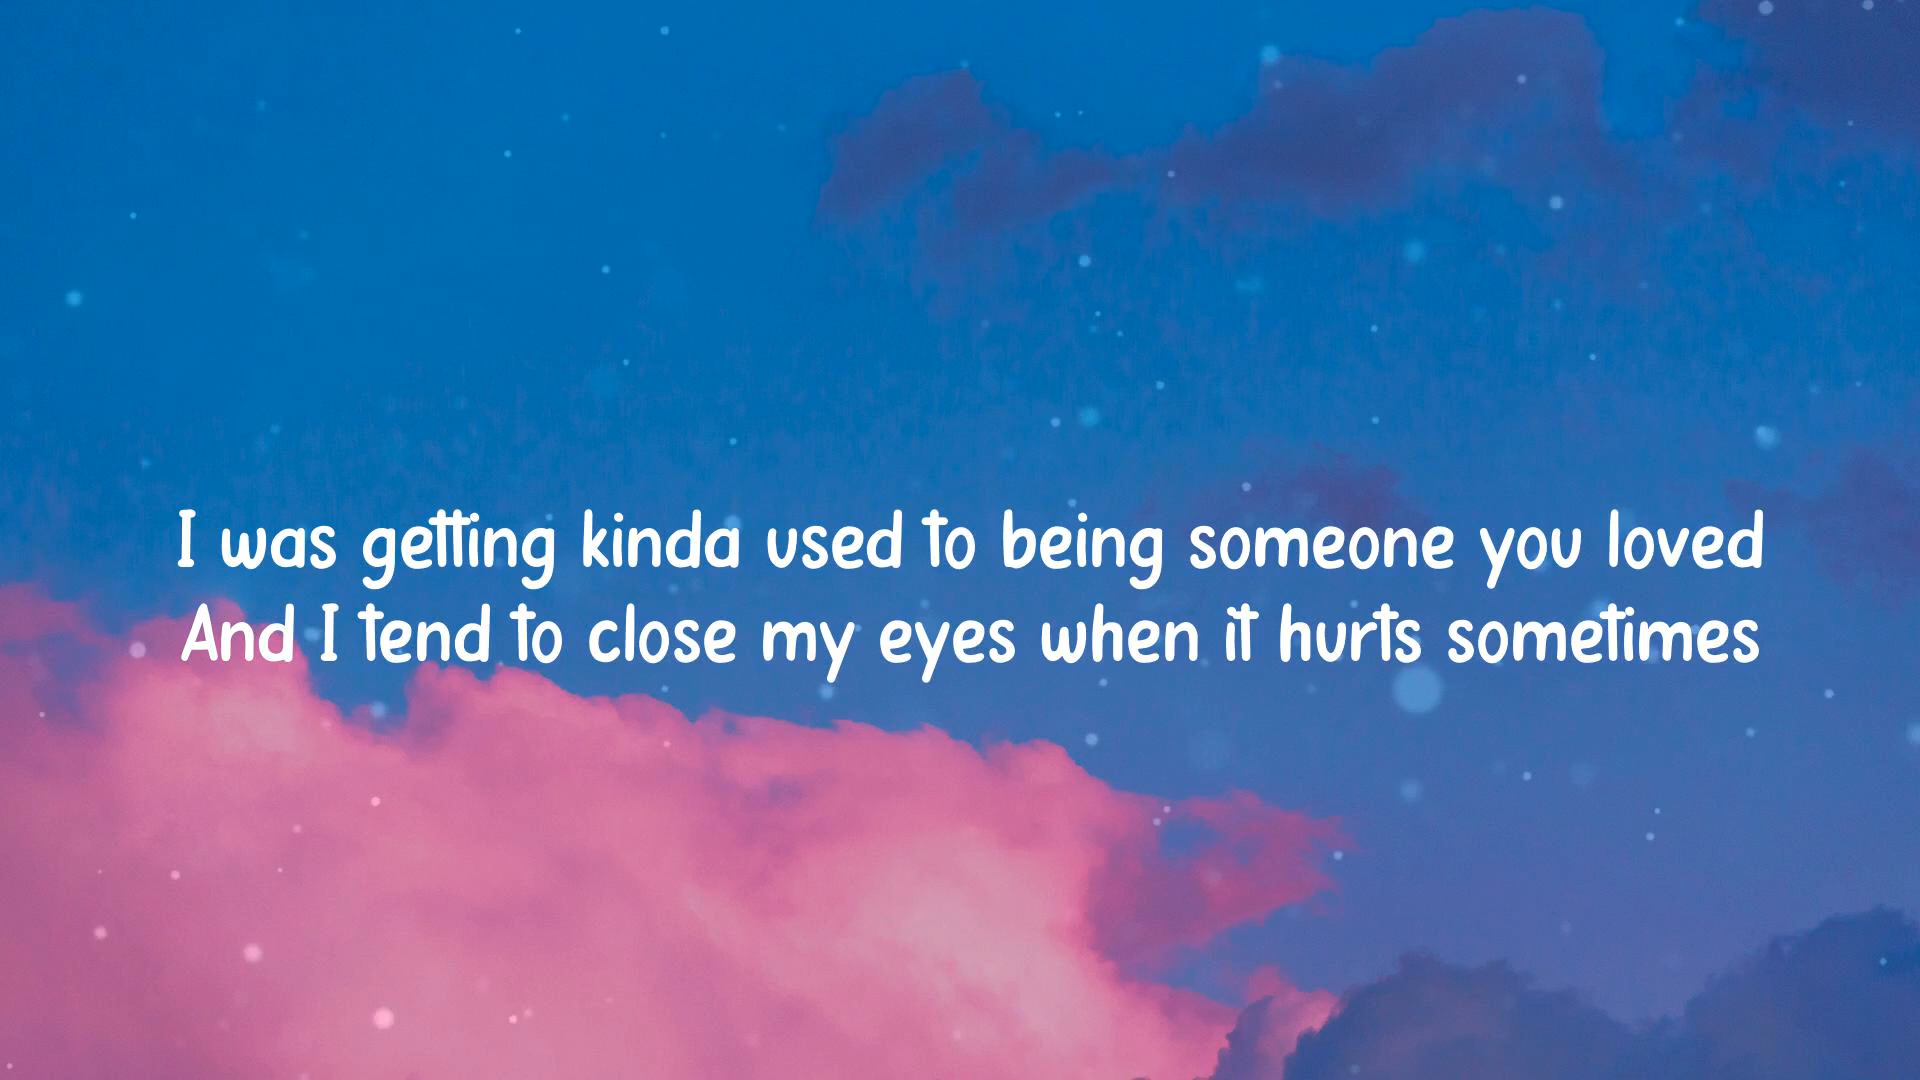 I was getting kinda used to being someone you loved
And I tend to close my eyes when it hurts sometimes